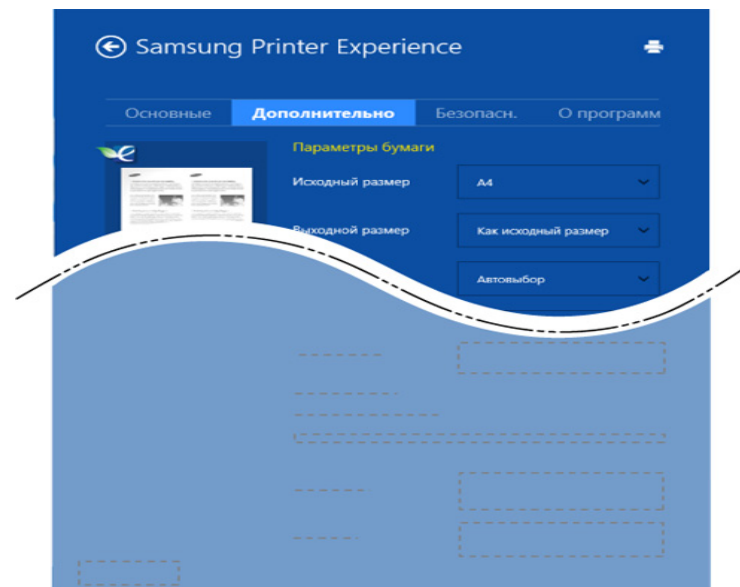 Samsung Printer Experience
Основные Дополнительно Безопасн. О программ
Параметры бумаги
Исходный размер A4
Выходной размер Как исходный размер
Автовыбор